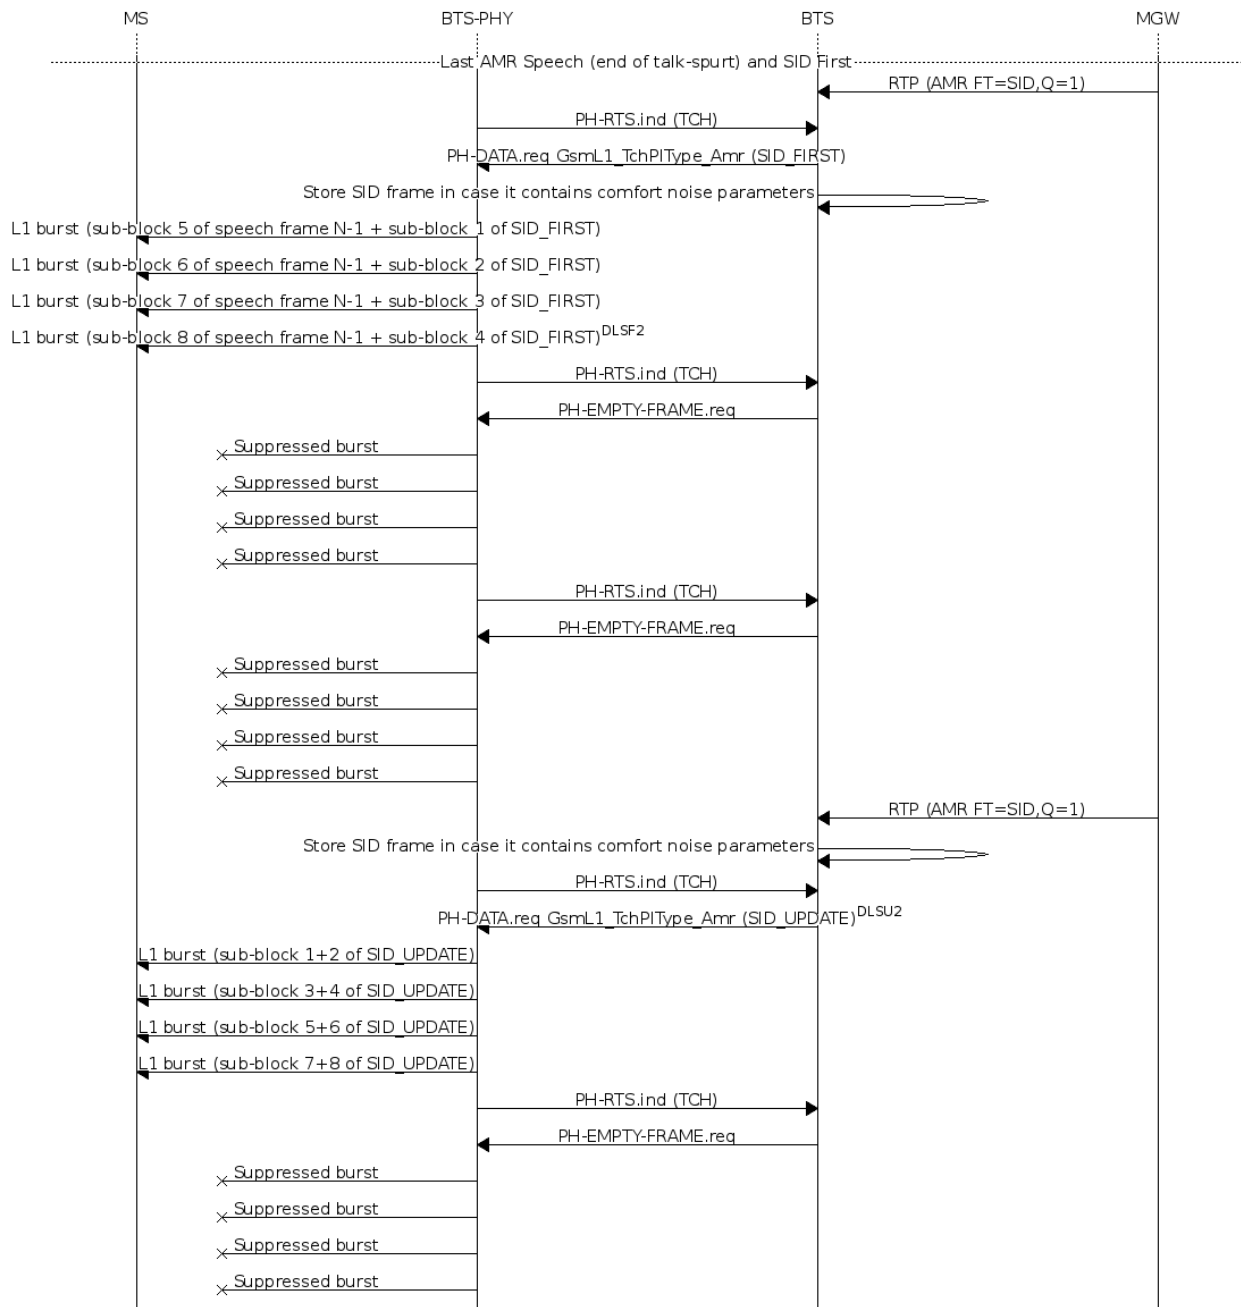 MS BTS-PHY BTS MGW
Last AMR Speech (end of talk-spurt) and SID First
RTP (AMR FT=SID,Q=1)
PH-RTS.ind (TCH)
PH-DATA.req GsmL1_TchPlType_Amr (SID_FIRST)
Store SID frame in case it contains comfort noise parameters
L1 burst (sub-block 5 of speech frame N-1 + sub-block 1 of SID_FIRST)
L1 burst (sub-block 6 of speech frame N-1 + sub-block 2 of SID_FIRST)
L1 burst (sub-block 7 of speech frame N-1 + sub-block 3 of SID_FIRST)
L1 burst (sub-block 8 of speech frame N-1 + sub-block 4 of SID_FIRST)DLSF2
PH-RTS.ind (TCH)
PH-EMPTY-FRAME.req
Suppressed burst
Suppressed burst
Suppressed burst
Suppressed burst
PH-RTS.ind (TCH)
PH-EMPTY-FRAME.req
Suppressed burst
Suppressed burst
Suppressed burst
Suppressed burst
RTP (AMR FT=SID,Q=1)
Store SID frame in case it contains comfort noise parameters
PH-RTS.ind (TCH)
PH-DATA.req GsmL1_TchPlType_Amr (SID_UPDATE)DLSU2
L1 burst (sub-block 1+2 of SID_UPDATE)
L1 burst (sub-block 3+4 of SID_UPDATE)
L1 burst (sub-block 5+6 of SID_UPDATE)
L1 burst (sub-block 7+8 of SID_UPDATE)
PH-RTS.ind (TCH)
PH-EMPTY-FRAME.req
Suppressed burst
Suppressed burst
Suppressed burst
Suppressed burst